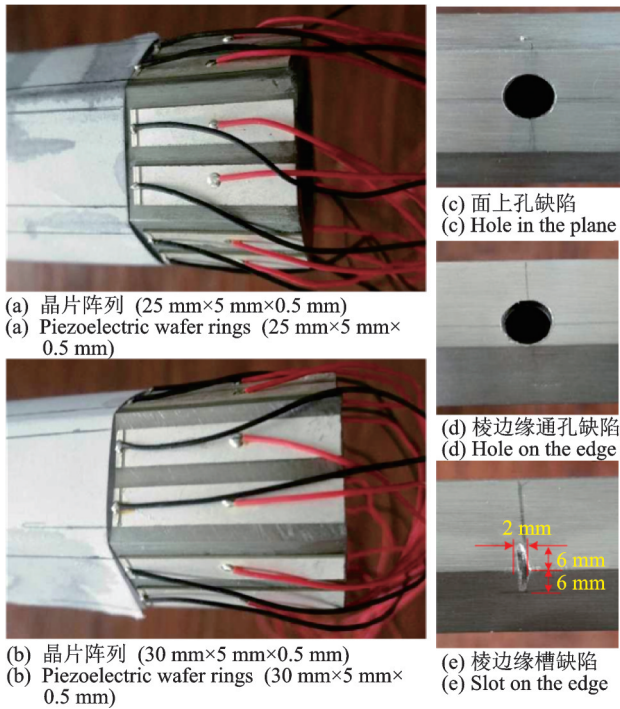 (a) 晶片阵列 (25 mm×5 mm×0.5 mm)
(a) Piezoelectric wafer rings (25 mm×5 mm×
0.5 mm)
(b) 晶片阵列 (30 mm×5 mm×0.5 mm)
(b) Piezoelectric wafer rings (30 mm×5 mm×
0.5 mm)
(c) 面上孔缺陷
(c) Hole in the plane
(d) 棱边缘通孔缺陷
(d) Hole on the edge
2 mm
6 mm
6 mm
(e) 棱边缘槽缺陷
(e) Slot on the edge